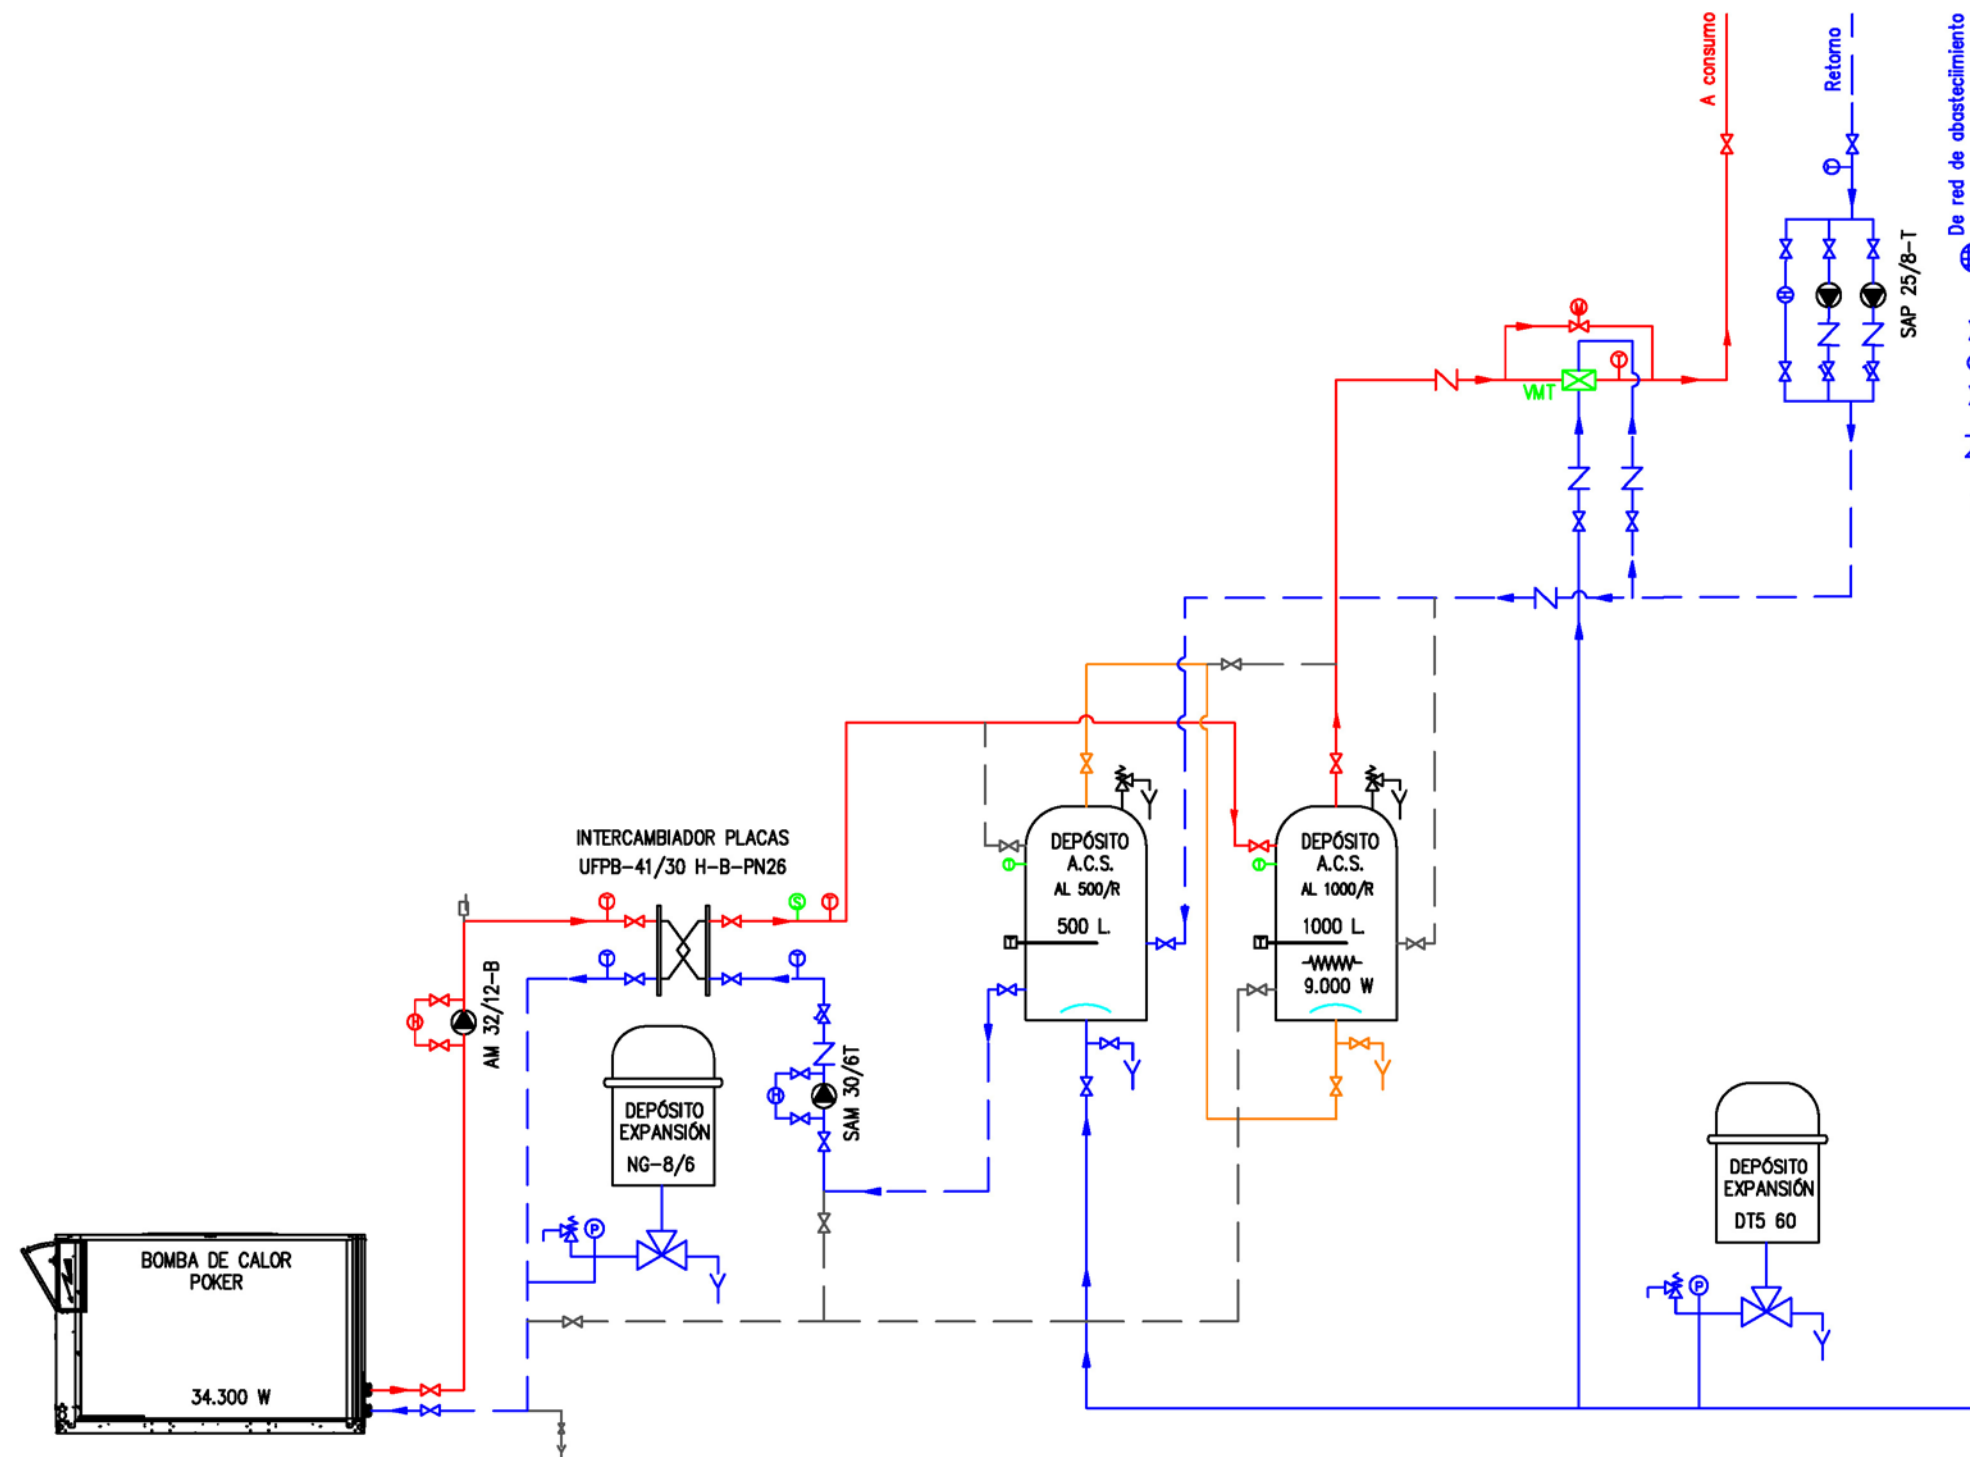 A consumo
Retorno
De red de abasteciimiento
SAP 25/8-T
M
T
T
H
VMT
INTERCAMBIADOR PLACAS
UFPB-41/30 H-B-PN26
T
S
T
T
T
H
AM 32/12-B
DEPÓSITO
EXPANSIÓN
NG-8/6
H
SAM 30/6T
P
DEPÓSITO
A.C.S.
AL 500/R
T
500 L.
T
DEPÓSITO
A.C.S.
AL 1000/R
T
1000 L.
T
9.000 W
DEPÓSITO
EXPANSIÓN
DT5 60
P
BOMBA DE CALOR
POKER
34.300 W